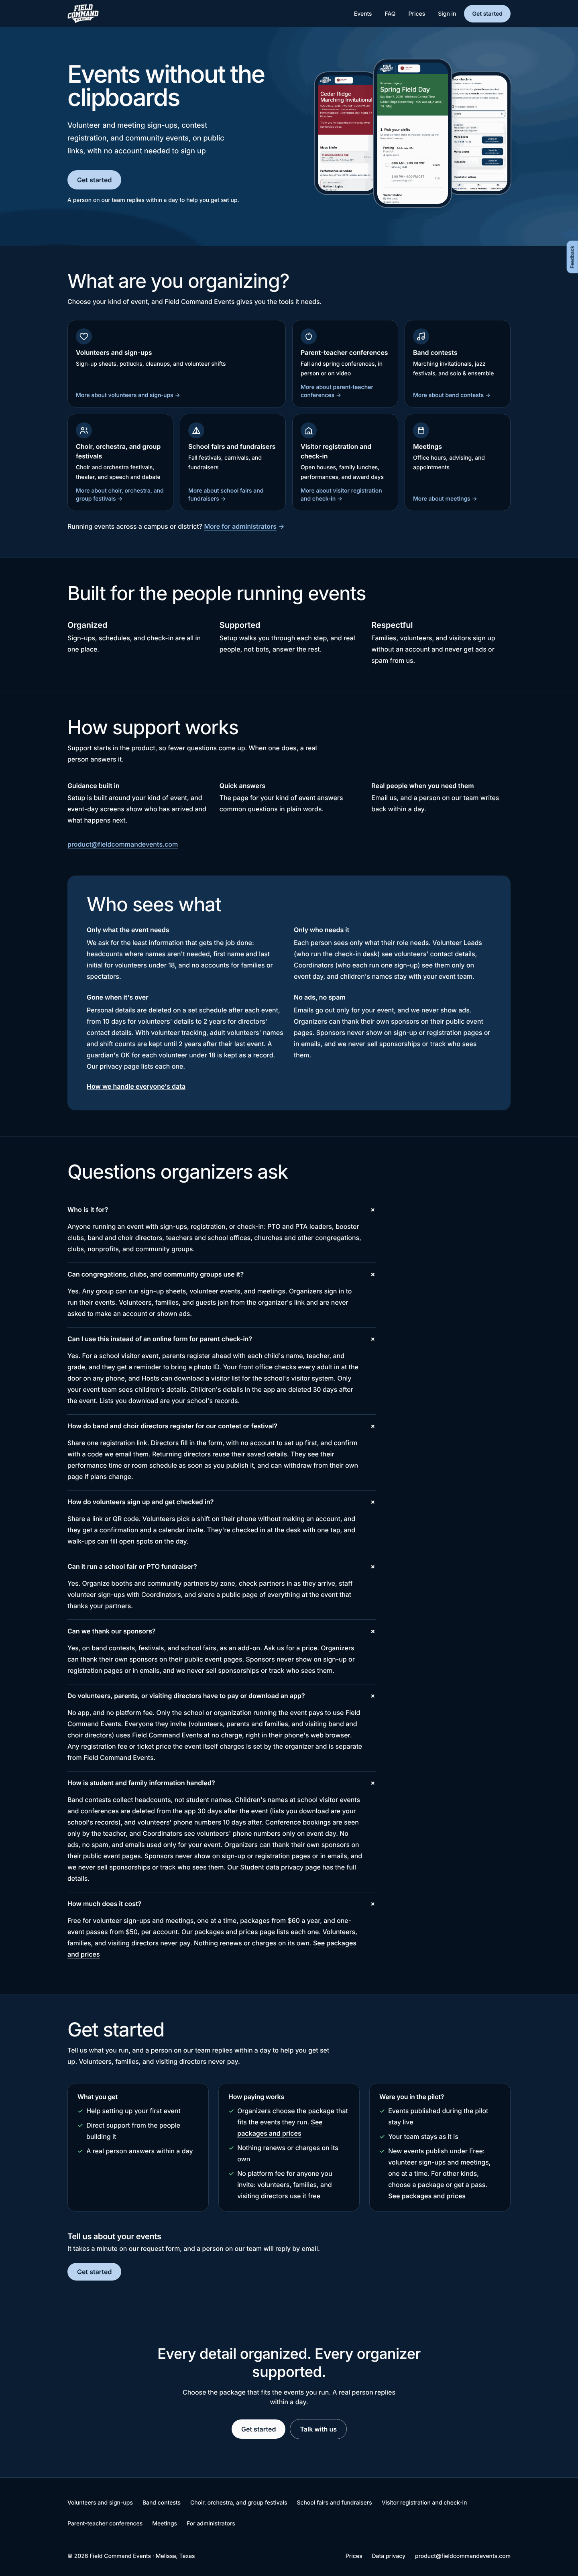 FIELD
COMMAND
Events
FAQ
Prices
Sign in
Get started
Events without the
clipboards
Volunteer and meeting sign-ups, contest
registration, and community events, on public
links, with no account needed to sign up
Get started
A person on our team replies within a day to help you get set up.
Cedar Ridge
Marching Invitational
Spring Field Day
1. Pick your shifts
Feedback
What are you organizing?
Choose your kind of event, and Field Command Events gives you the tools it needs.
Volunteers and sign-ups
Sign-up sheets, potlucks, cleanups, and volunteer shifts
More about volunteers and sign-ups →
Parent-teacher conferences
Fall and spring conferences, in
person or on video
More about parent-teacher
conferences →
Band contests
Marching invitationals, jazz
festivals, and solo & ensemble
More about band contests →
Choir, orchestra, and group
festivals
Choir and orchestra festivals,
theater, and speech and debate
More about choir, orchestra, and
group festivals →
School fairs and fundraisers
Fall festivals, carnivals, and
fundraisers
More about school fairs and
fundraisers →
Visitor registration and
check-in
Open houses, family lunches,
performances, and award days
More about visitor registration
and check-in →
Meetings
Office hours, advising, and
appointments
More about meetings →
Running events across a campus or district? More for administrators →
Built for the people running events
Organized
Sign-ups, schedules, and check-in are all in
one place.
Supported
Setup walks you through each step, and real
people, not bots, answer the rest.
Respectful
Families, volunteers, and visitors sign up
without an account and never get ads or
spam from us.
How support works
Support starts in the product, so fewer questions come up. When one does, a real
person answers it.
Guidance built in
Setup is built around your kind of event, and
event-day screens show who has arrived and
what happens next.
Quick answers
The page for your kind of event answers
common questions in plain words.
Real people when you need them
Email us, and a person on our team writes
back within a day.
product@fieldcommandevents.com
Who sees what
Only what the event needs
We ask for the least information that gets the job done:
headcounts where names aren't needed, first name and last
initial for volunteers under 18, and no accounts for families or
spectators.
Only who needs it
Each person sees only what their role needs. Volunteer Leads
(who run the check-in desk) see volunteers' contact details,
Coordinators (who each run one sign-up) see them only on
event day, and children's names stay with your event team.
Gone when it's over
Personal details are deleted on a set schedule after each event,
from 10 days for volunteers' details to 2 years for directors'
contact details. With volunteer tracking, adult volunteers' names
and shift counts are kept until 2 years after their last event. A
guardian's OK for each volunteer under 18 is kept as a record.
Our privacy page lists each one.
No ads, no spam
Emails go out only for your event, and we never show ads.
Organizers can thank their own sponsors on their public event
pages. Sponsors never show on sign-up or registration pages or
in emails, and we never sell sponsorships or track who sees
them.
How we handle everyone's data
Questions organizers ask
Who is it for?
Anyone running an event with sign-ups, registration, or check-in: PTO and PTA leaders, booster
clubs, band and choir directors, teachers and school offices, churches and other congregations,
clubs, nonprofits, and community groups.
Can congregations, clubs, and community groups use it?
Yes. Any group can run sign-up sheets, volunteer events, and meetings. Organizers sign in to
run their events. Volunteers, families, and guests join from the organizer's link and are never
asked to make an account or shown ads.
Can I use this instead of an online form for parent check-in?
Yes. For a school visitor event, parents register ahead with each child's name, teacher, and
grade, and they get a reminder to bring a photo ID. Your front office checks every adult in at the
door on any phone, and Hosts can download a visitor list for the school's visitor system. Only
your event team sees children's details. Children's details in the app are deleted 30 days after
the event. Lists you download are your school's records.
How do band and choir directors register for our contest or festival?
Share one registration link. Directors fill in the form, with no account to set up first, and confirm
with a code we email them. Returning directors reuse their saved details. They see their
performance time or room schedule as soon as you publish it, and can withdraw from their own
page if plans change.
How do volunteers sign up and get checked in?
Share a link or QR code. Volunteers pick a shift on their phone without making an account, and
they get a confirmation and a calendar invite. They're checked in at the desk with one tap, and
walk-ups can fill open spots on the day.
Can it run a school fair or PTO fundraiser?
Yes. Organize booths and community partners by zone, check partners in as they arrive, staff
volunteer sign-ups with Coordinators, and share a public page of everything at the event that
thanks your partners.
Can we thank our sponsors?
Yes, on band contests, festivals, and school fairs, as an add-on. Ask us for a price. Organizers
can thank their own sponsors on their public event pages. Sponsors never show on sign-up or
registration pages or in emails, and we never sell sponsorships or track who sees them.
Do volunteers, parents, or visiting directors have to pay or download an app?
No app, and no platform fee. Only the school or organization running the event pays to use Field
Command Events. Everyone they invite (volunteers, parents and families, and visiting band and
choir directors) uses Field Command Events at no charge, right in their phone's web browser.
Any registration fee or ticket price the event itself charges is set by the organizer and is separate
from Field Command Events.
How is student and family information handled?
Band contests collect headcounts, not student names. Children's names at school visitor events
and conferences are deleted from the app 30 days after the event (lists you download are your
school's records), and volunteers' phone numbers 10 days after. Conference bookings are seen
only by the teacher, and Coordinators see volunteers' phone numbers only on event day. No
ads, no spam, and emails used only for your event. Organizers can thank their own sponsors on
their public event pages. Sponsors never show on sign-up or registration pages or in emails, and
we never sell sponsorships or track who sees them. Our Student data privacy page has the full
details.
How much does it cost?
Free for volunteer sign-ups and meetings, one at a time, packages from $60 a year, and one-
event passes from $50, per account. Our packages and prices page lists each one. Volunteers,
families, and visiting directors never pay. Nothing renews or charges on its own. See packages
and prices
Get started
Tell us what you run, and a person on our team replies within a day to help you get set
up. Volunteers, families, and visiting directors never pay.
What you get
✓ Help setting up your first event
✓ Direct support from the people
building it
✓ A real person answers within a day
How paying works
✓ Organizers choose the package that
fits the events they run. See
packages and prices
✓ Nothing renews or charges on its
own
✓ No platform fee for anyone you
invite: volunteers, families, and
visiting directors use it free
Were you in the pilot?
✓ Events published during the pilot
stay live
✓ Your team stays as it is
✓ New events publish under Free:
volunteer sign-ups and meetings,
one at a time. For other kinds,
choose a package or get a pass.
See packages and prices
Tell us about your events
It takes a minute on our request form, and a person on our team will reply by email.
Get started
Every detail organized. Every organizer
supported.
Choose the package that fits the events you run. A real person replies
within a day.
Get started
Talk with us
Volunteers and sign-ups
Band contests
Choir, orchestra, and group festivals
School fairs and fundraisers
Visitor registration and check-in
Parent-teacher conferences
Meetings
For administrators
© 2026 Field Command Events · Melissa, Texas
Prices
Data privacy
product@fieldcommandevents.com